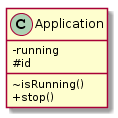 C Application
-running
#id
~isRunning()
+stop()